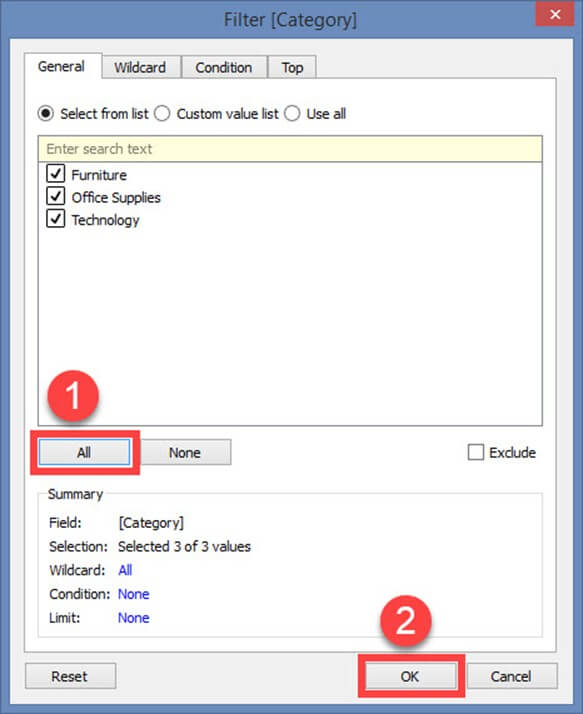 Filter [Category]
General Wildcard Condition Top
Select from list Custom value list Use all
Enter search text
Furniture
Office Supplies
Technology
1
All None Exclude
Summary
Field: [Category]
Selection: Selected 3 of 3 values
Wildcard: All
Condition: None
Limit: None
2
Reset OK Cancel